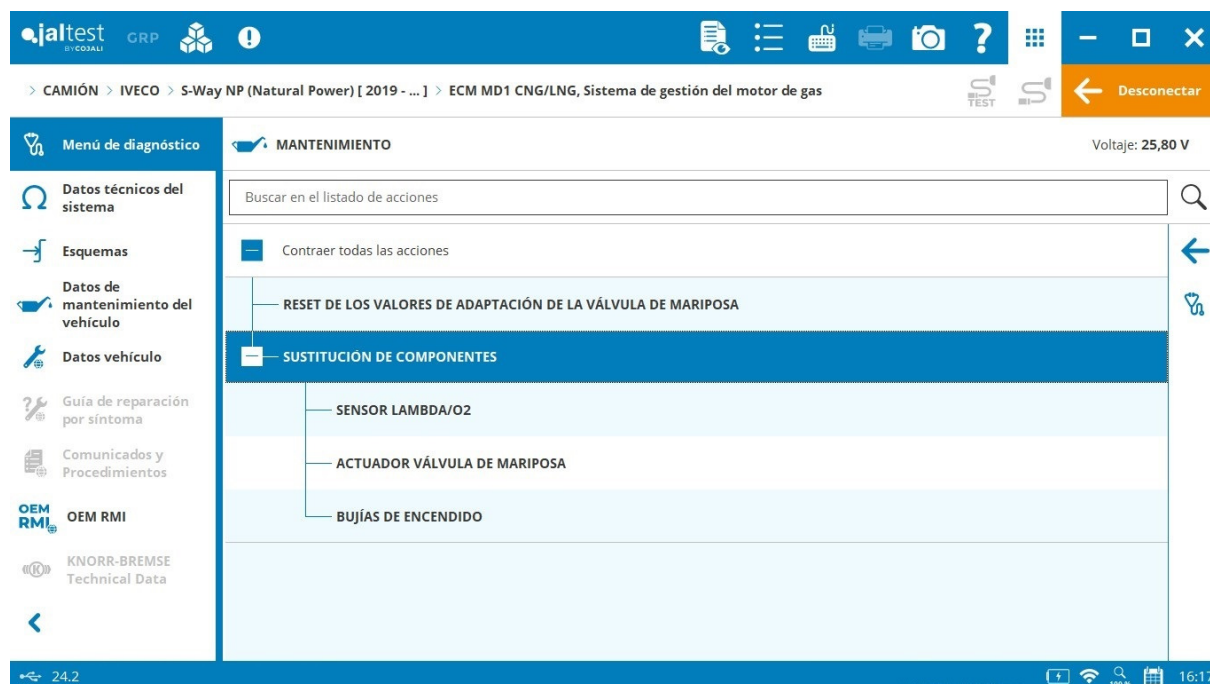 jaltest GRP
BY COJALI
> CAMIÓN > IVECO > S-Way NP (Natural Power) [ 2019 - ... ] > ECM MD1 CNG/LNG, Sistema de gestión del motor de gas
TEST
Desconectar
Menú de diagnóstico
MANTENIMIENTO
Voltaje: 25,80 V
Datos técnicos del
sistema
Buscar en el listado de acciones
Esquemas
Contraer todas las acciones
Datos de
mantenimiento del
vehículo
RESET DE LOS VALORES DE ADAPTACIÓN DE LA VÁLVULA DE MARIPOSA
Datos vehículo
SUSTITUCIÓN DE COMPONENTES
Guía de reparación
por síntoma
SENSOR LAMBDA/O2
Comunicados y
Procedimientos
ACTUADOR VÁLVULA DE MARIPOSA
OEM
RMI
OEM RMI
BUJÍAS DE ENCENDIDO
KNORR-BREMSE
Technical Data
24.2
100 %
16:17